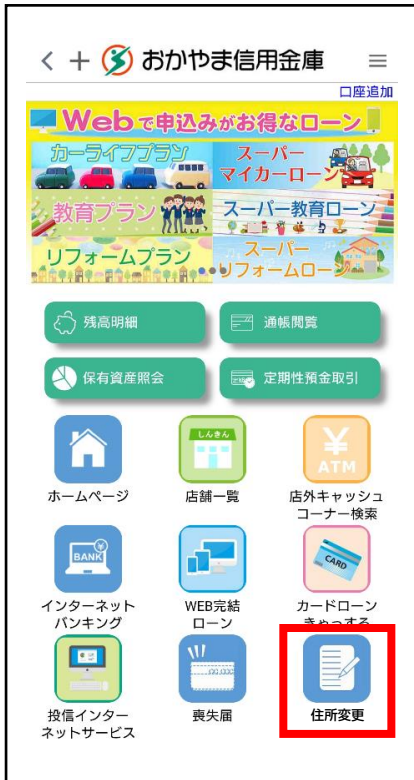 おかやま信用金庫
口座追加
Webで申込みがお得なローン
カーライフプラン
スーパー
マイカーローン
教育プラン
スーパー教育ローン
リフォームプラン
スーパー
リフォームローン
残高明細
通帳閲覧
保有資産照会
定期性預金取引
しんきん
¥
ATM
ホームページ
店舗一覧
店外キャッシュ
コーナー検索
BANK
¥
CARD
インターネット
バンキング
WEB完結
ローン
カードローン
きゃっする
投信インター
ネットサービス
喪失届
住所変更